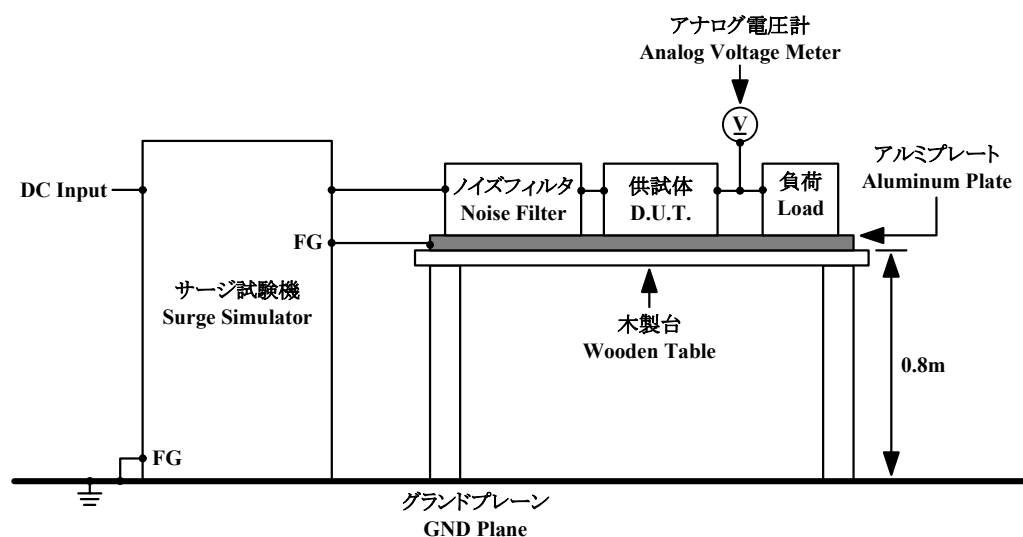 アナログ電圧計
Analog Voltage Meter
V
アルミプレート
Aluminum Plate
DC Input
ノイズフィルタ
Noise Filter
供試体
D.U.T.
負荷
Load
FG
サージ試験機
Surge Simulator
木製台
Wooden Table
0.8m
FG
グランドプレーン
GND Plane